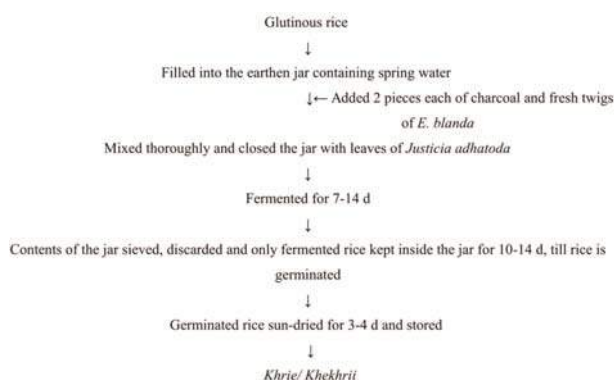 Glutinous rice
↓
Filled into the earthen jar containing spring water
↓← Added 2 pieces each of charcoal and fresh twigs
of E. blanda
Mixed thoroughly and closed the jar with leaves of Justicia adhatoda
↓
Fermented for 7-14 d
↓
Contents of the jar sieved, discarded and only fermented rice kept inside the jar for 10-14 d, till rice is
germinated
↓
Germinated rice sun-dried for 3-4 d and stored
↓
Khrie/ Khekhrii